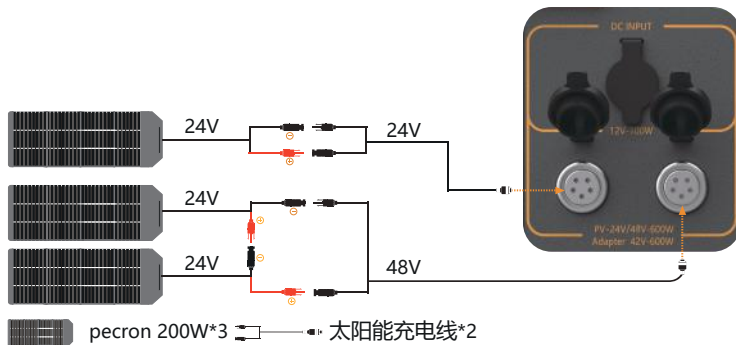 DC INPUT
24V
24V
⊖
⊕
12V-300W
24V
⊕
⊖
PV-24V/48V-600W
Adapter 42V-600W
⊖
24V
48V
⊕
pecron 200W*3
太阳能充电线*2